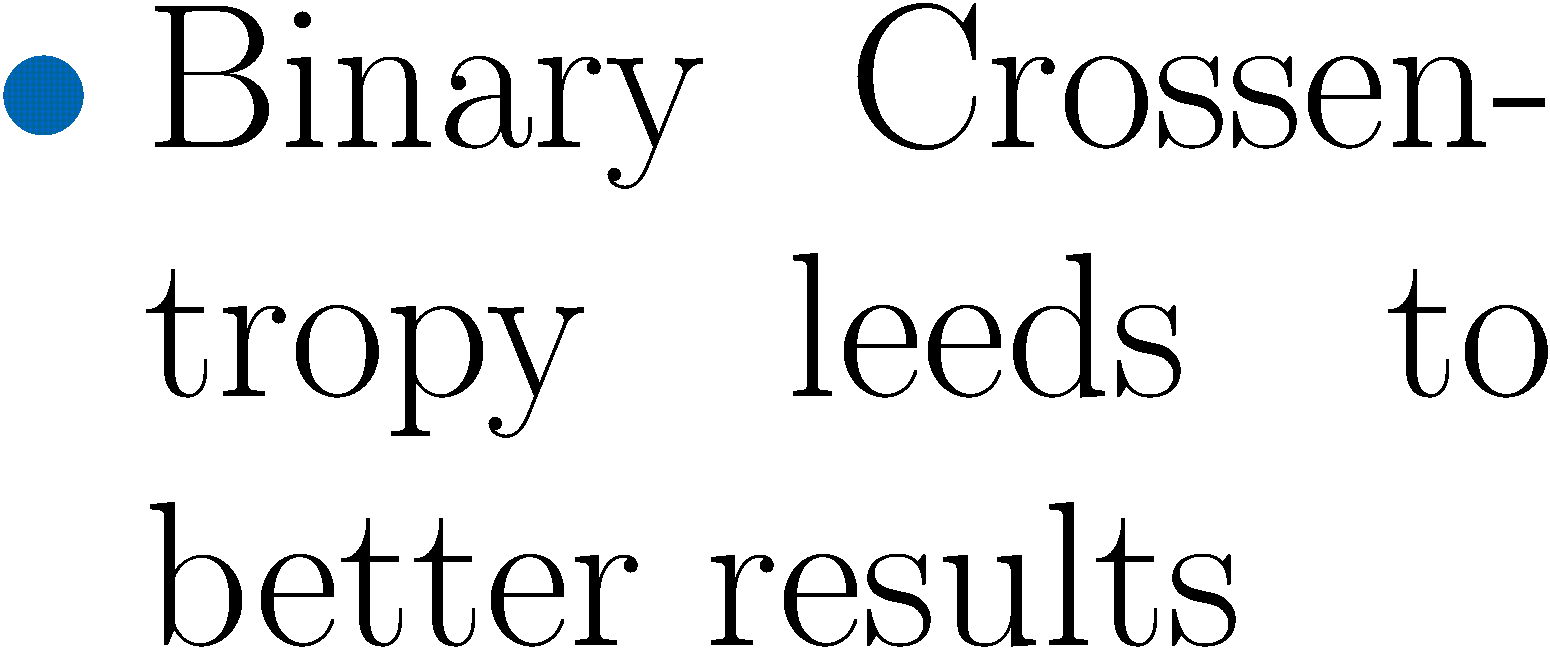 • Binary Crossen-
tropy leeds to
better results